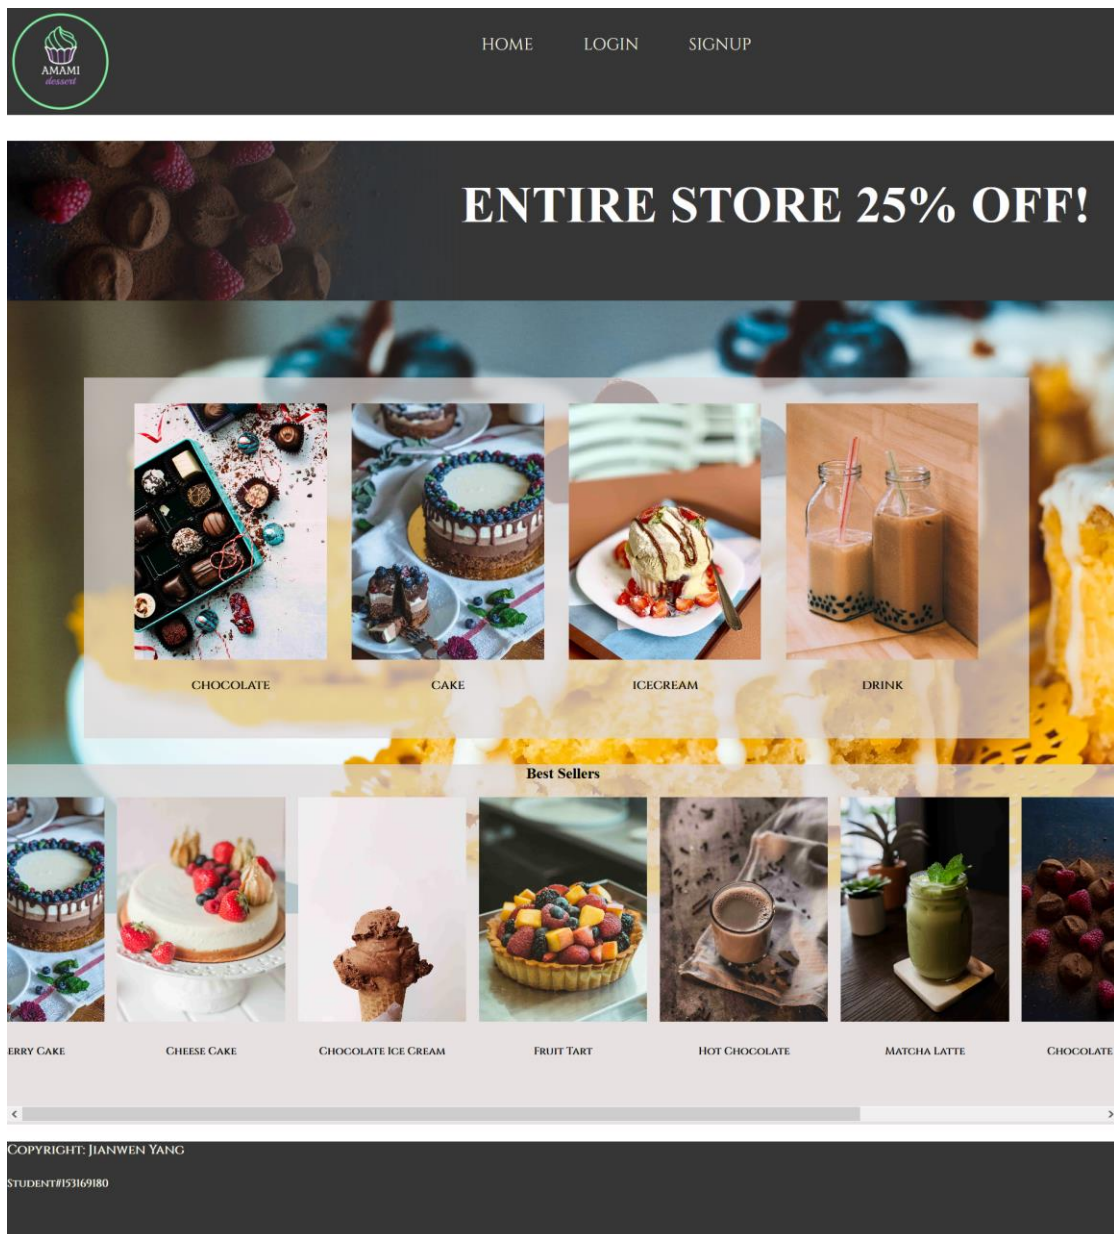 AMAMI
dessert
HOME LOGIN SIGNUP
ENTIRE STORE 25% OFF!
CHOCOLATE CAKE ICECREAM DRINK
Best Sellers
ERRY CAKE CHEESE CAKE CHOCOLATE ICE CREAM FRUIT TART HOT CHOCOLATE MATCHA LATTE CHOCOLATE
COPYRIGHT: JIANWEN YANG
STUDENT#153169180